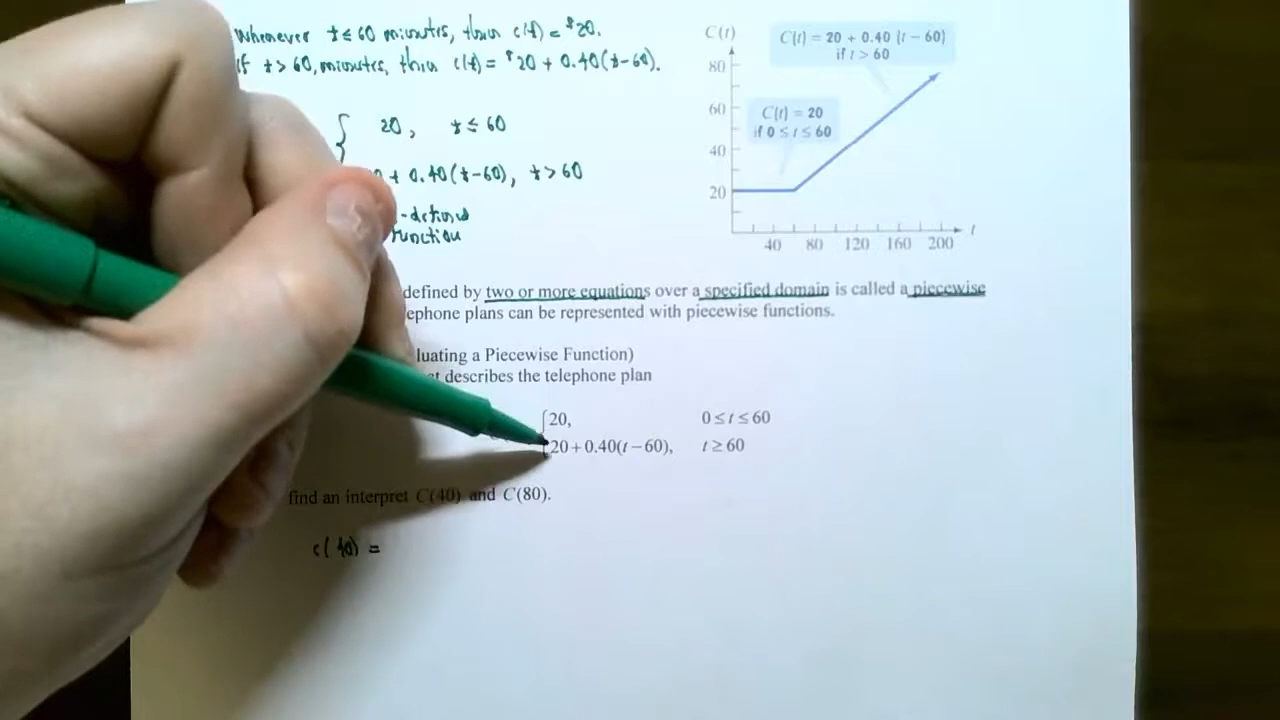 Whenever t ≤ 60 minutes, then C(t) = $20.
If t > 60, minutes, then C(t) = $20 + 0.40(t-60).
{ 20, t ≤ 60
+ 0.40(t-60), t > 60
-defined
function
C(t)
C(t) = 20 + 0.40 (t − 60)
if t > 60
80
60
C(t) = 20
if 0 ≤ t ≤ 60
40
20
t
40 80 120 160 200
defined by two or more equations over a specified domain is called a piecewise
ephone plans can be represented with piecewise functions.
luating a Piecewise Function)
describes the telephone plan
20, 0 ≤ t ≤ 60
20 + 0.40(t − 60), t ≥ 60
find an interpret C(40) and C(80).
C(40) =